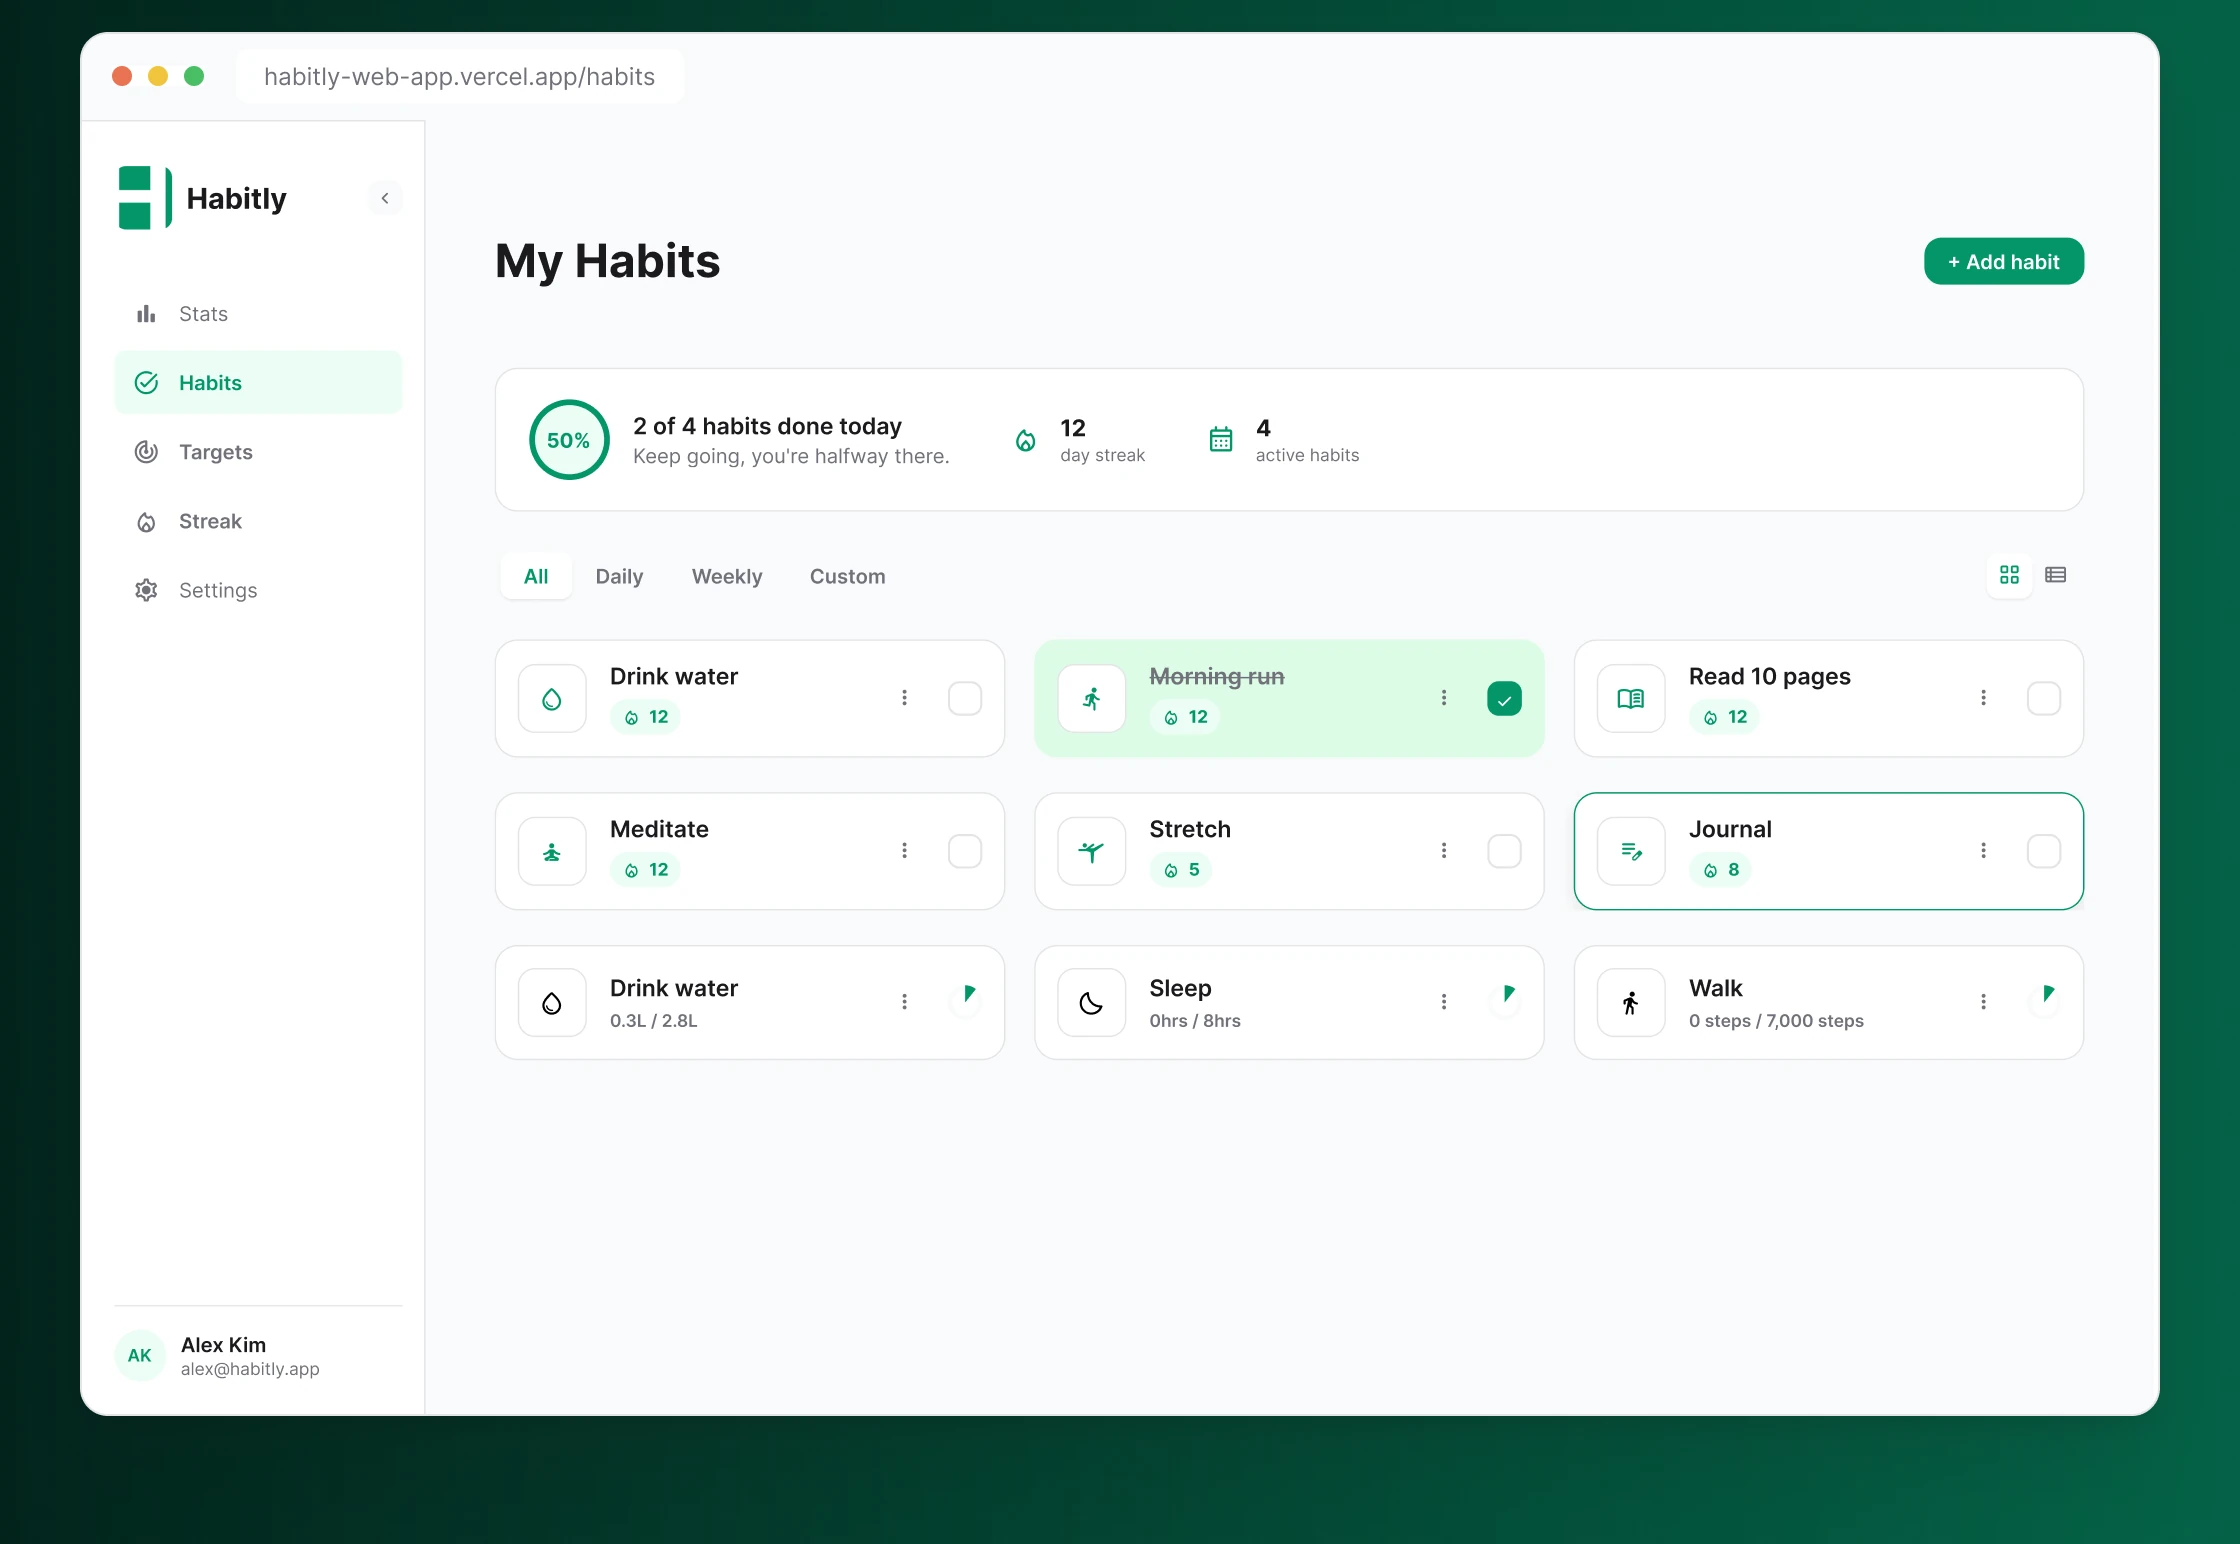 habitly-web-app.vercel.app/habits
Habitly
Stats
Habits
Targets
Streak
Settings
AK
Alex Kim
alex@habitly.app
My Habits
+ Add habit
50%
2 of 4 habits done today
Keep going, you're halfway there.
12
day streak
4
active habits
All
Daily
Weekly
Custom
Drink water
12
Morning run
12
Read 10 pages
12
Meditate
12
Stretch
5
Journal
8
Drink water
0.3L / 2.8L
Sleep
0hrs / 8hrs
Walk
0 steps / 7,000 steps